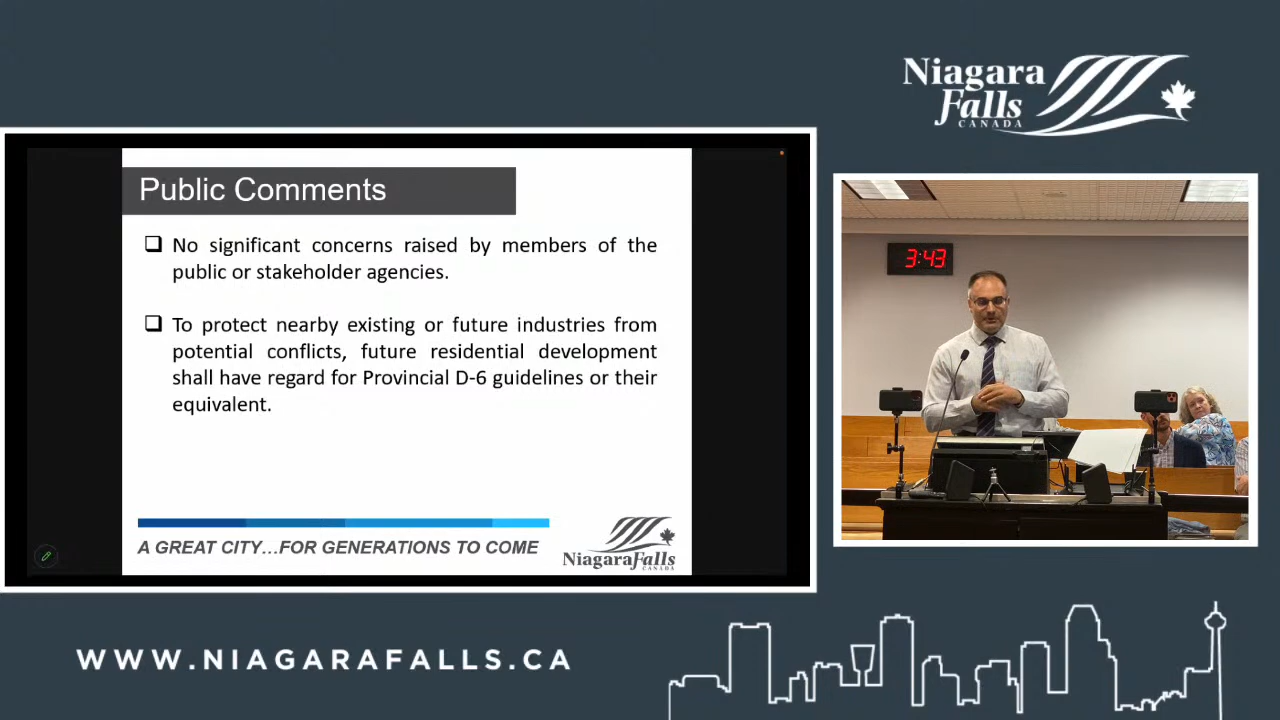 Niagara
Falls
CANADA
Public Comments
No significant concerns raised by members of the
public or stakeholder agencies.
To protect nearby existing or future industries from
potential conflicts, future residential development
shall have regard for Provincial D-6 guidelines or their
equivalent.
A GREAT CITY...FOR GENERATIONS TO COME
NiagaraFalls
CANADA
3:43
WWW.NIAGARAFALLS.CA